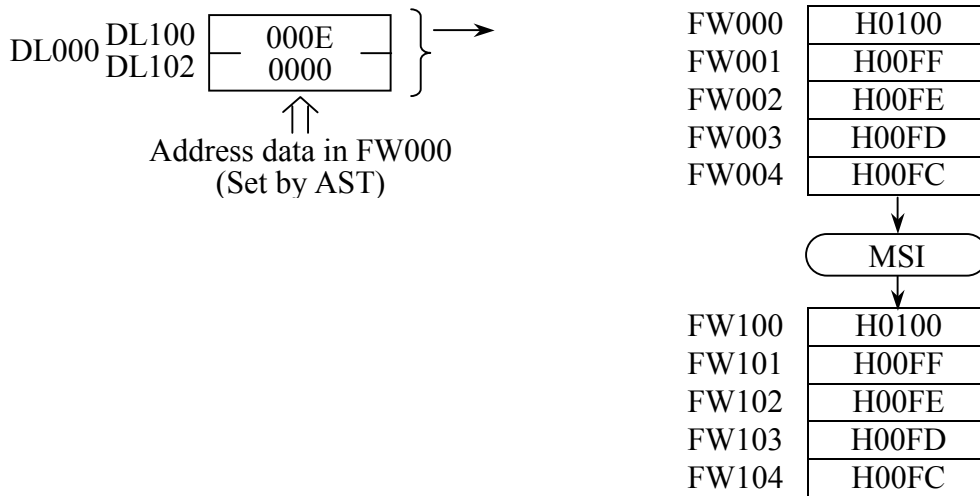 DL000 DL100 000E
DL102 0000
Address data in FW000
(Set by AST)
FW000 H0100
FW001 H00FF
FW002 H00FE
FW003 H00FD
FW004 H00FC
MSI
FW100 H0100
FW101 H00FF
FW102 H00FE
FW103 H00FD
FW104 H00FC